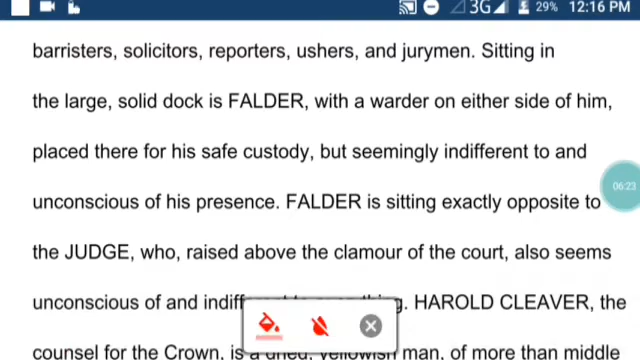 3G 29% 12:16 PM
barristers, solicitors, reporters, ushers, and jurymen. Sitting in
the large, solid dock is FALDER, with a warder on either side of him,
placed there for his safe custody, but seemingly indifferent to and
06:23
unconscious of his presence. FALDER is sitting exactly opposite to
the JUDGE, who, raised above the clamour of the court, also seems
unconscious of and HAROLD CLEAVER, the
counsel for the Crown, is a dried, yellowish man, of more than middle